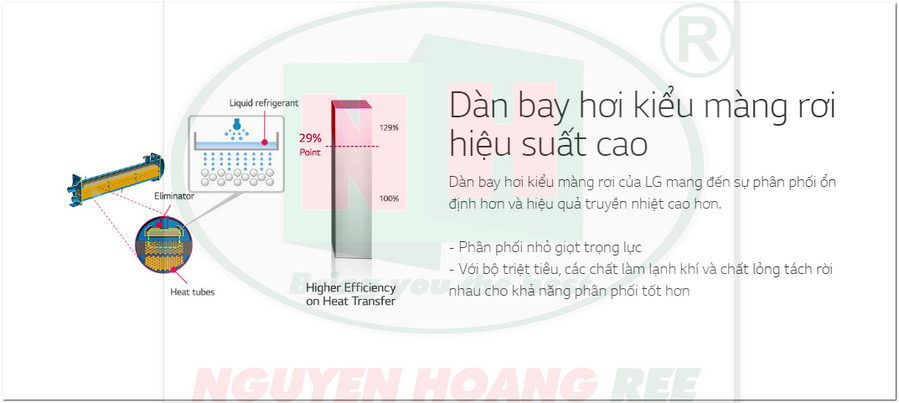 Dàn bay hơi kiểu màng rơi
hiệu suất cao
Dàn bay hơi kiểu màng rơi của LG mang đến sự phân phối ổn
định hơn và hiệu quả truyền nhiệt cao hơn.
- Phân phối nhỏ giọt trọng lực
- Với bộ triệt tiêu, các chất làm lạnh khí và chất lỏng tách rời
nhau cho khả năng phân phối tốt hơn
Liquid refrigerant
29%
Point
129%
100%
Eliminator
Heat tubes
Higher Efficiency
on Heat Transfer
®
NH
NGUYEN HOANG REE